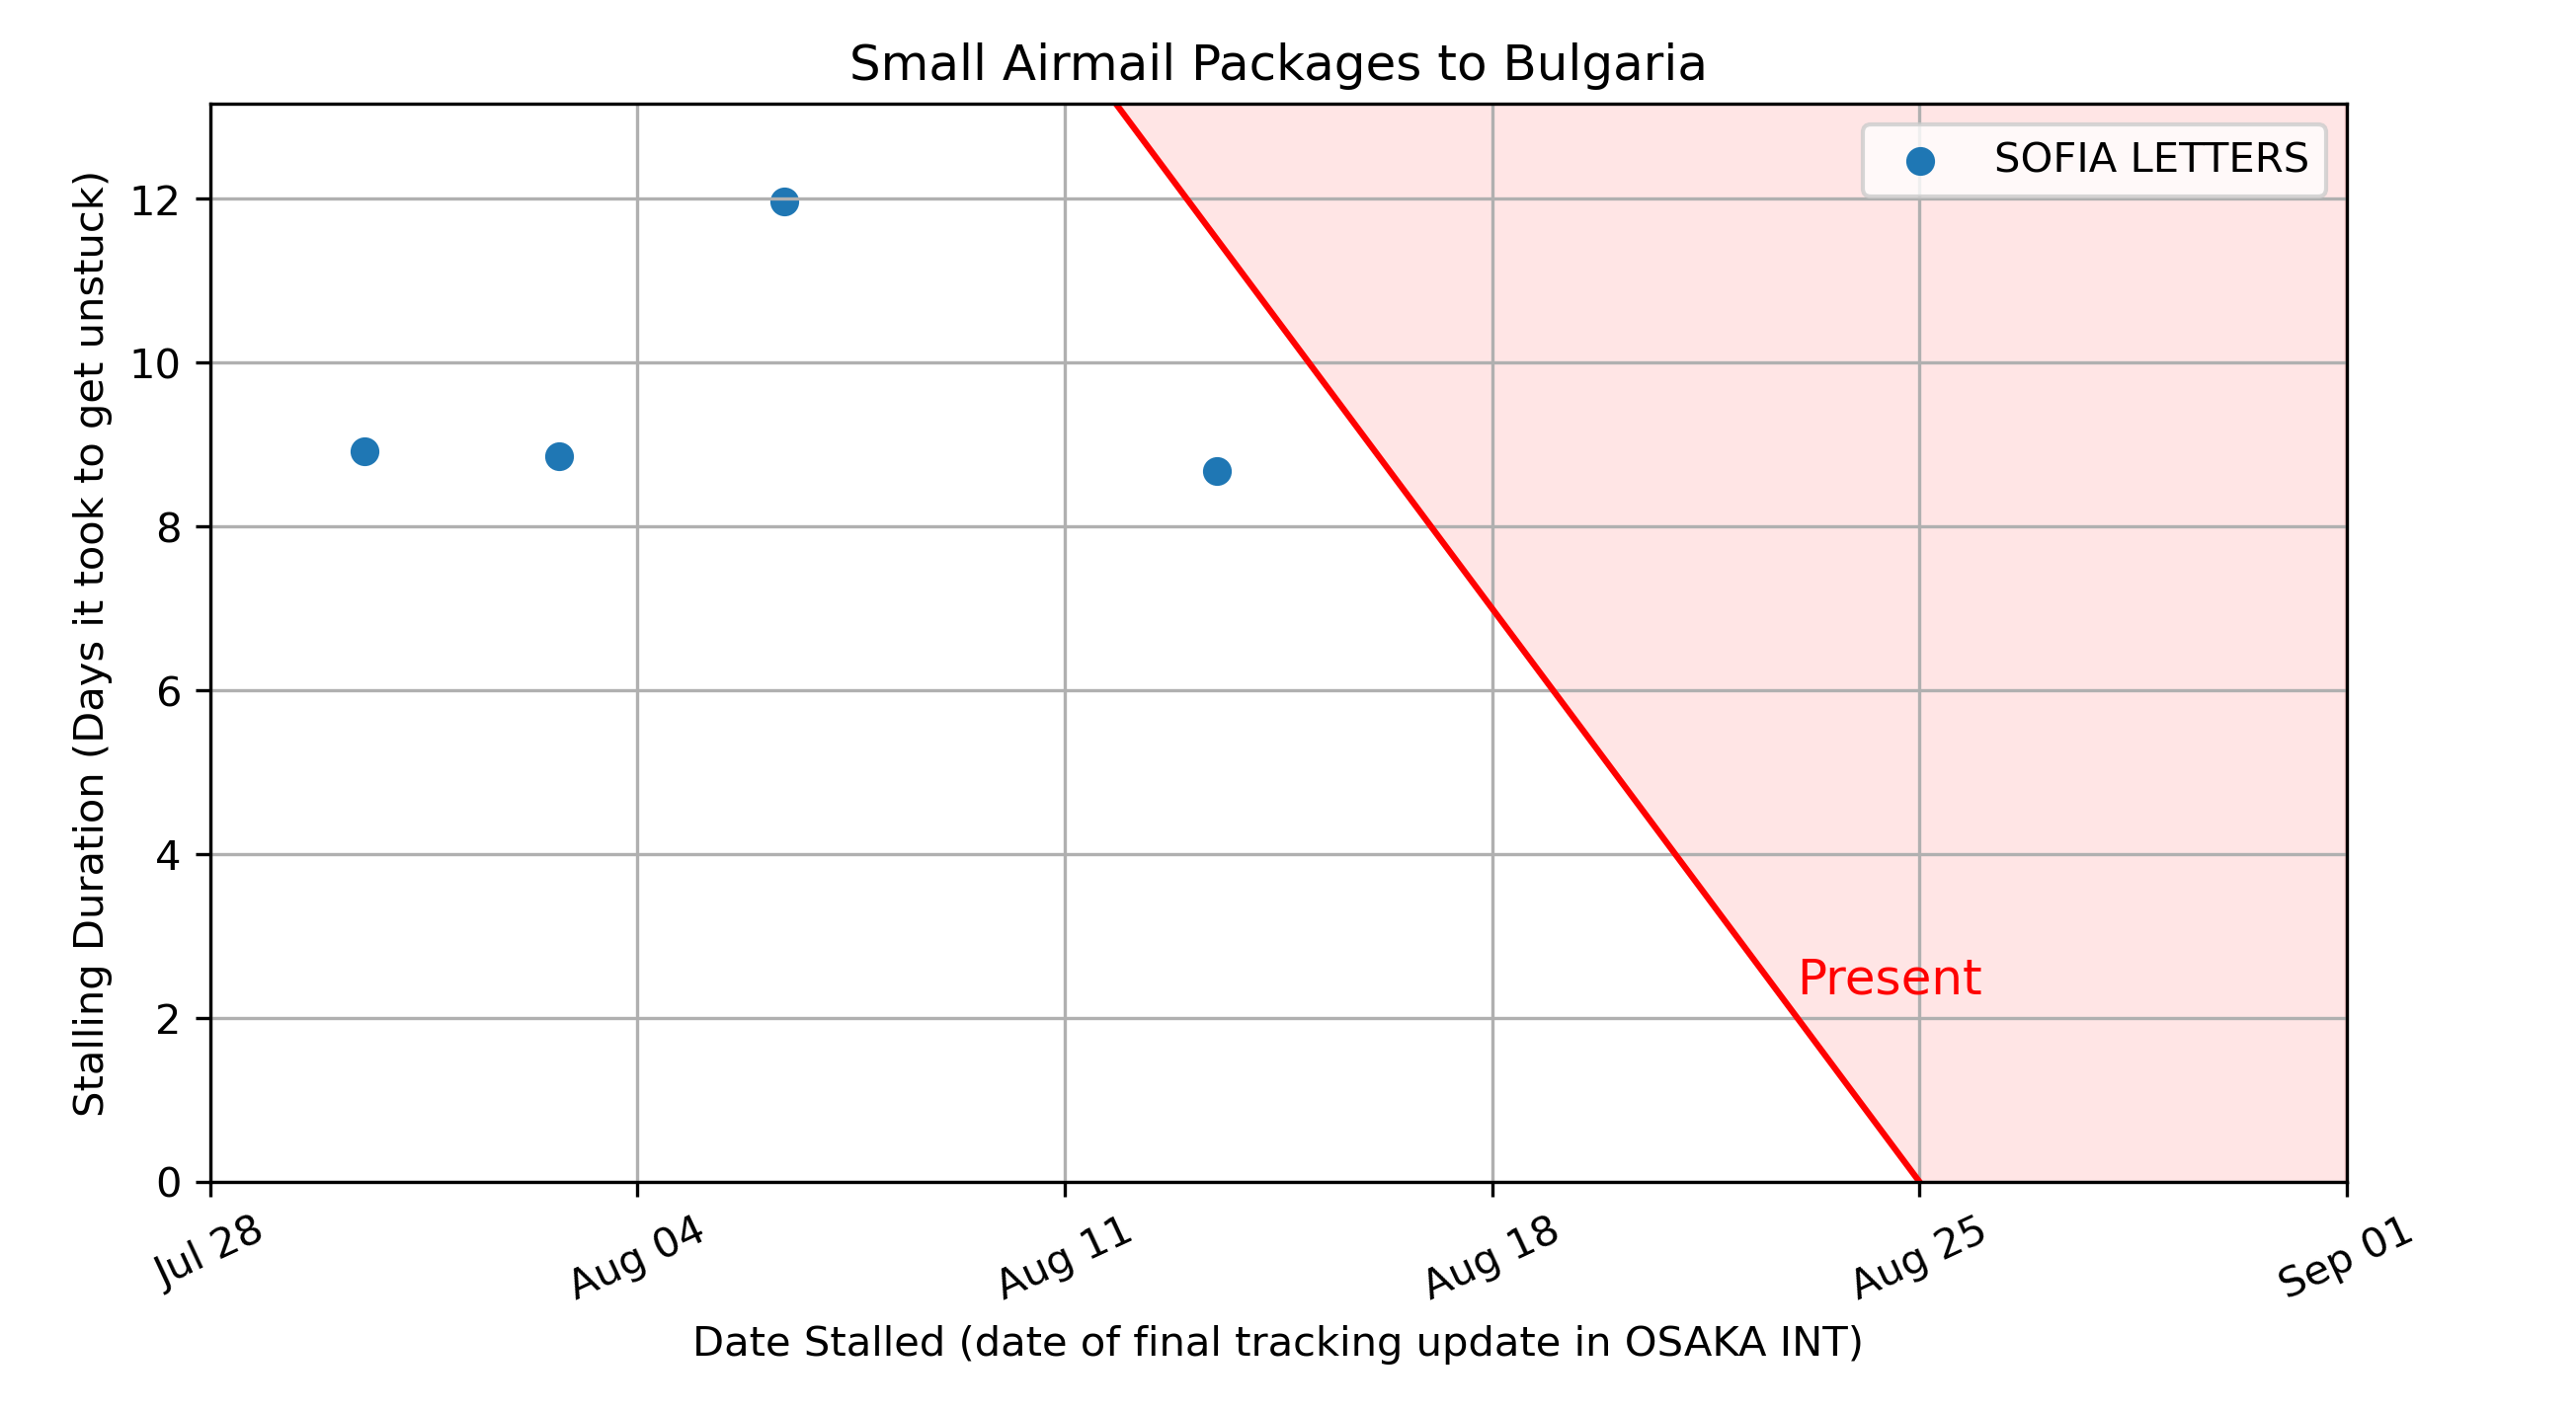 Small Airmail Packages to Bulgaria
SOFIA LETTERS
Stalling Duration (Days it took to get unstuck)
12
10
8
6
4
2
0
Present
Jul 28
Aug 04
Aug 11
Aug 18
Aug 25
Sep 01
Date Stalled (date of final tracking update in OSAKA INT)